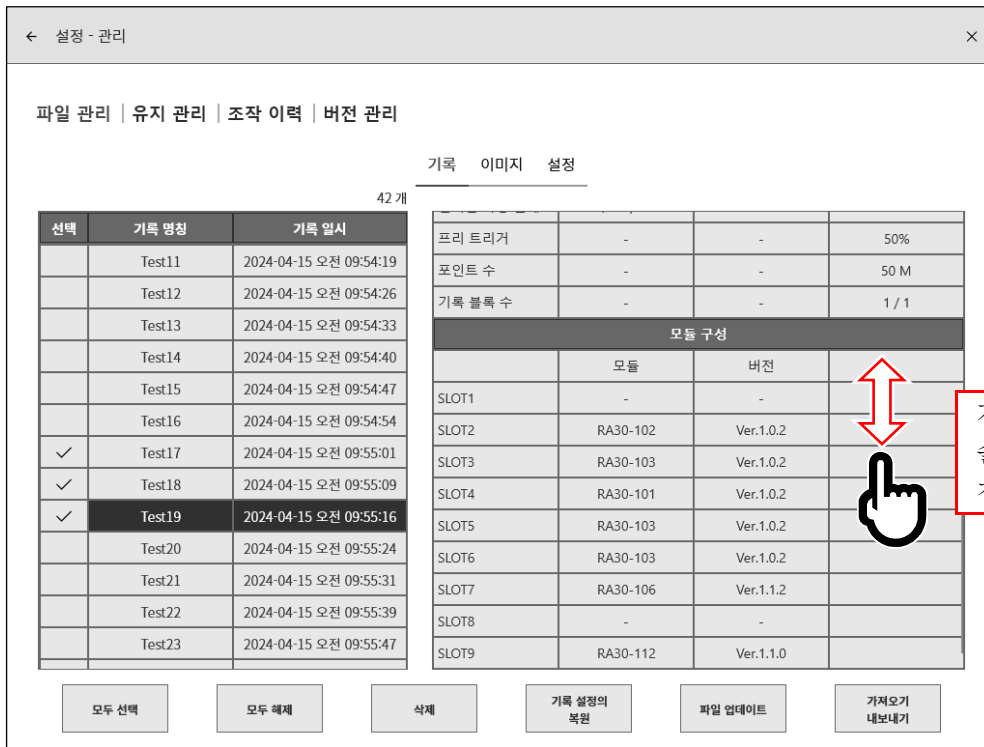 ← 설정 - 관리 ×
파일 관리 | 유지 관리 | 조작 이력 | 버전 관리
기록 이미지 설정
42 개
선택 기록 명칭 기록 일시
Test11 2024-04-15 오전 09:54:19
Test12 2024-04-15 오전 09:54:26
Test13 2024-04-15 오전 09:54:33
Test14 2024-04-15 오전 09:54:40
Test15 2024-04-15 오전 09:54:47
Test16 2024-04-15 오전 09:54:54
✓ Test17 2024-04-15 오전 09:55:01
✓ Test18 2024-04-15 오전 09:55:09
✓ Test19 2024-04-15 오전 09:55:16
Test20 2024-04-15 오전 09:55:24
Test21 2024-04-15 오전 09:55:31
Test22 2024-04-15 오전 09:55:39
Test23 2024-04-15 오전 09:55:47
프리 트리거 - - 50%
포인트 수 - - 50 M
기록 블록 수 - - 1 / 1
모듈 구성
모듈 버전
SLOT1 - -
SLOT2 RA30-102 Ver.1.0.2
SLOT3 RA30-103 Ver.1.0.2
SLOT4 RA30-101 Ver.1.0.2
SLOT5 RA30-103 Ver.1.0.2
SLOT6 RA30-103 Ver.1.0.2
SLOT7 RA30-106 Ver.1.1.2
SLOT8 - -
SLOT9 RA30-112 Ver.1.1.0
모두 선택
모두 해제
삭제
기록 설정의
복원
파일 업데이트
가져오기
내보내기